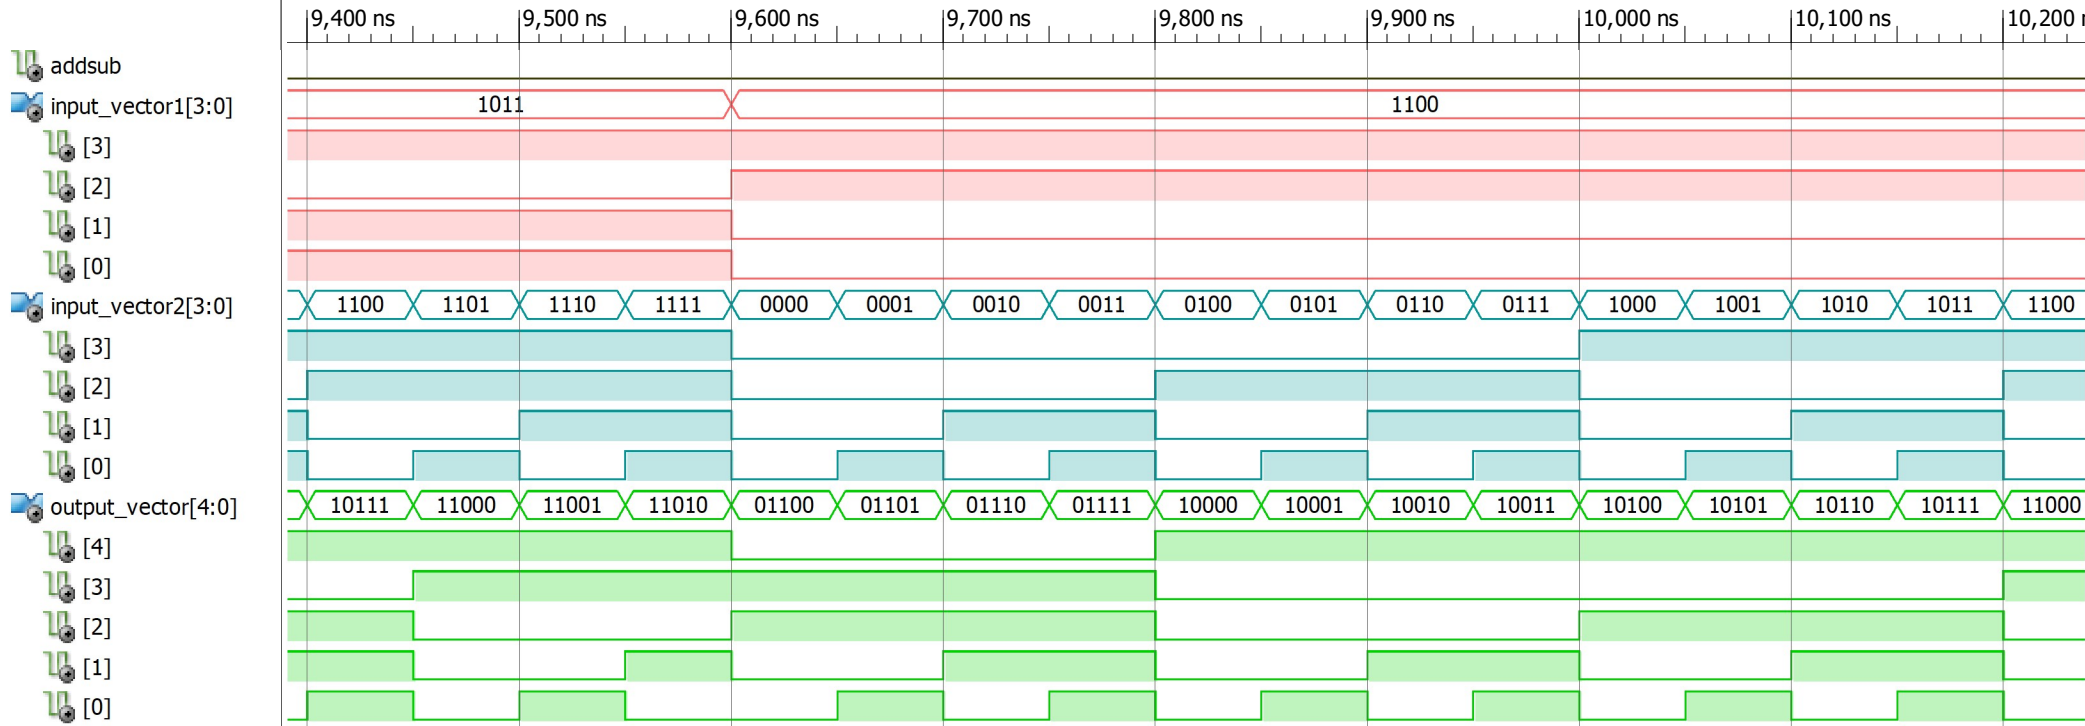 9,400 ns 9,500 ns 9,600 ns 9,700 ns 9,800 ns 9,900 ns 10,000 ns 10,100 ns 10,200 n
addsub
input_vector1[3:0] 1011 1100
[3]
[2]
[1]
[0]
input_vector2[3:0] 1100 1101 1110 1111 0000 0001 0010 0011 0100 0101 0110 0111 1000 1001 1010 1011 1100
[3]
[2]
[1]
[0]
output_vector[4:0] 10111 11000 11001 11010 01100 01101 01110 01111 10000 10001 10010 10011 10100 10101 10110 10111 11000
[4]
[3]
[2]
[1]
[0]